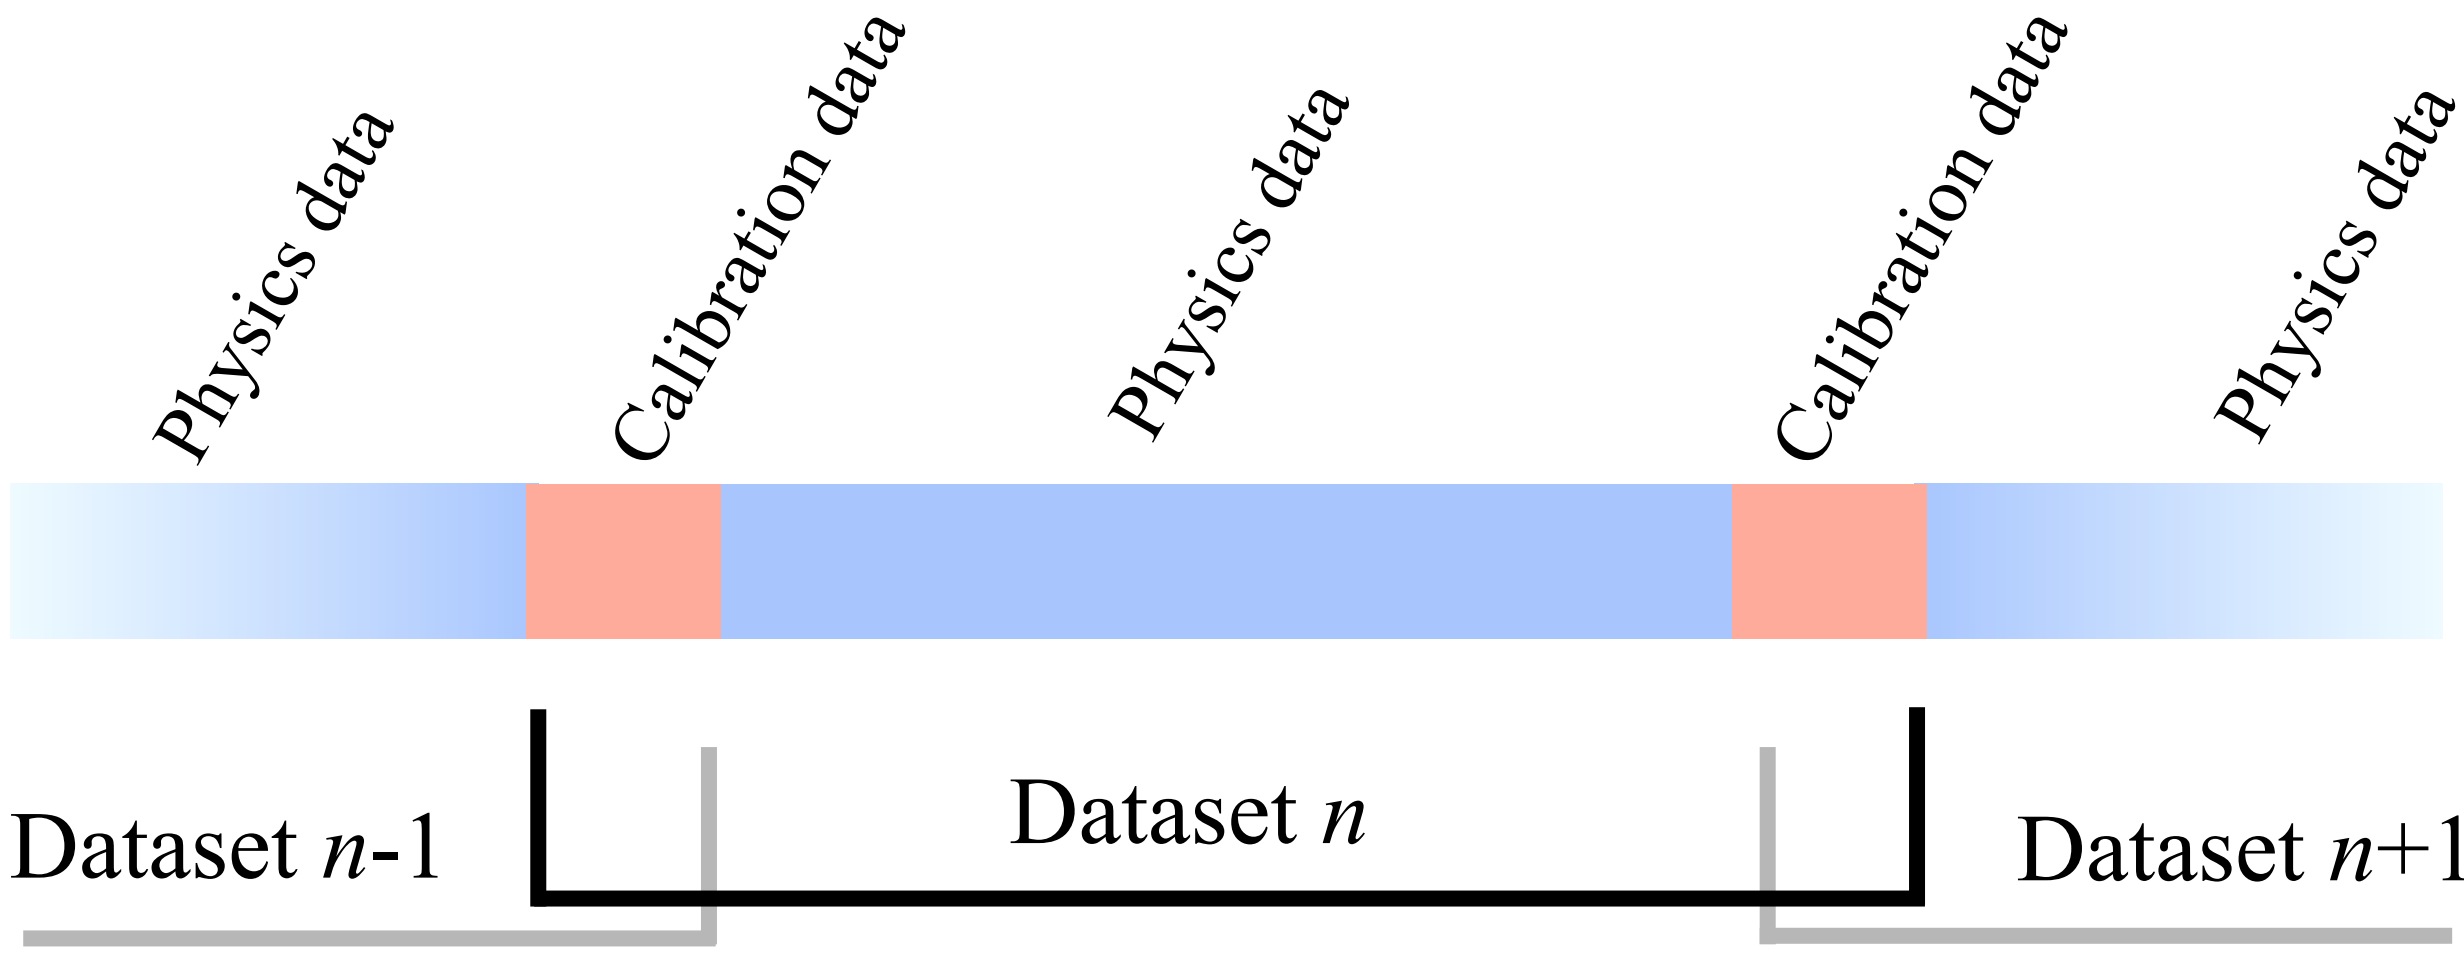 Physics data
Calibration data
Physics data
Calibration data
Physics data
Dataset n-1
Dataset n
Dataset n+1